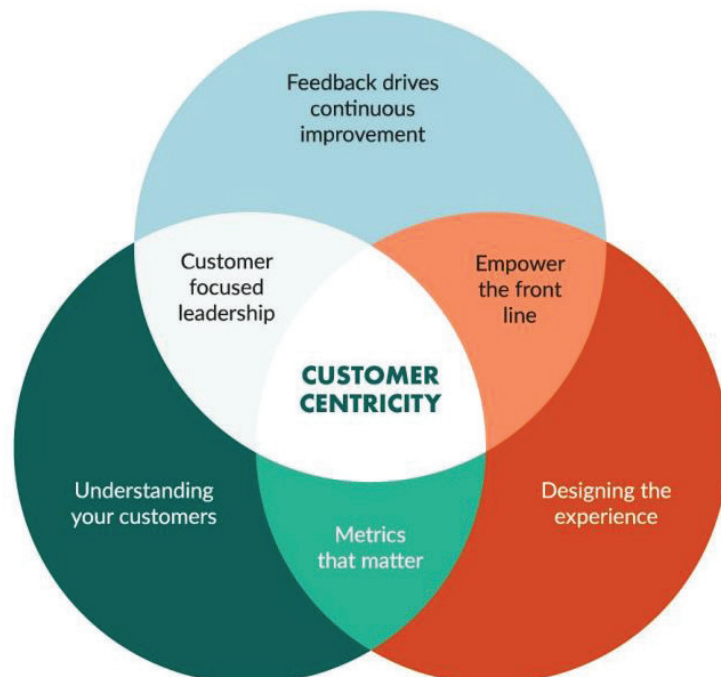 Feedback drives
continuous
improvement
Customer
focused
leadership
Empower
the front
line
CUSTOMER
CENTRICITY
Understanding
your customers
Metrics
that matter
Designing the
experience